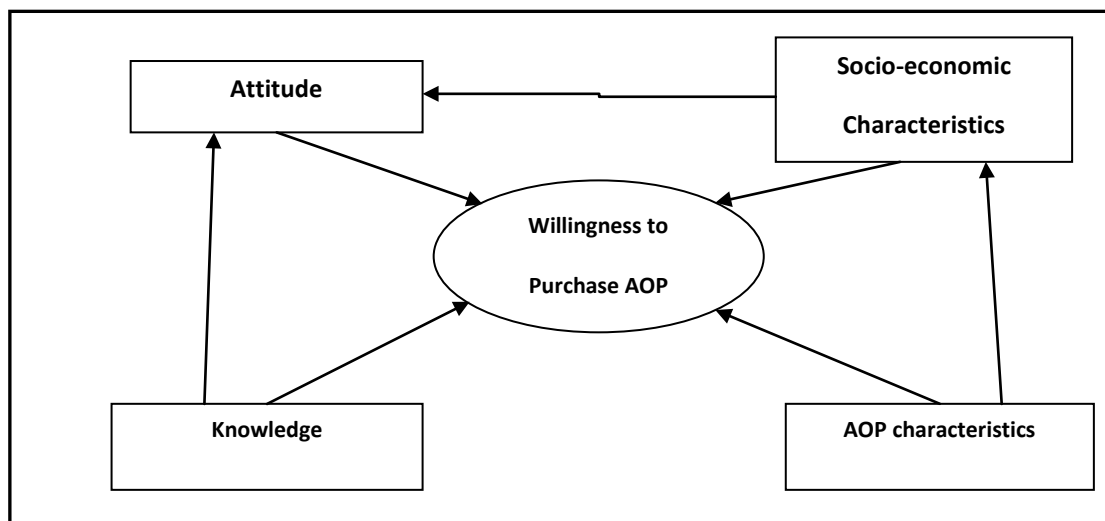 Attitude
Socio-economic
Characteristics
Willingness to
Purchase AOP
Knowledge
AOP characteristics